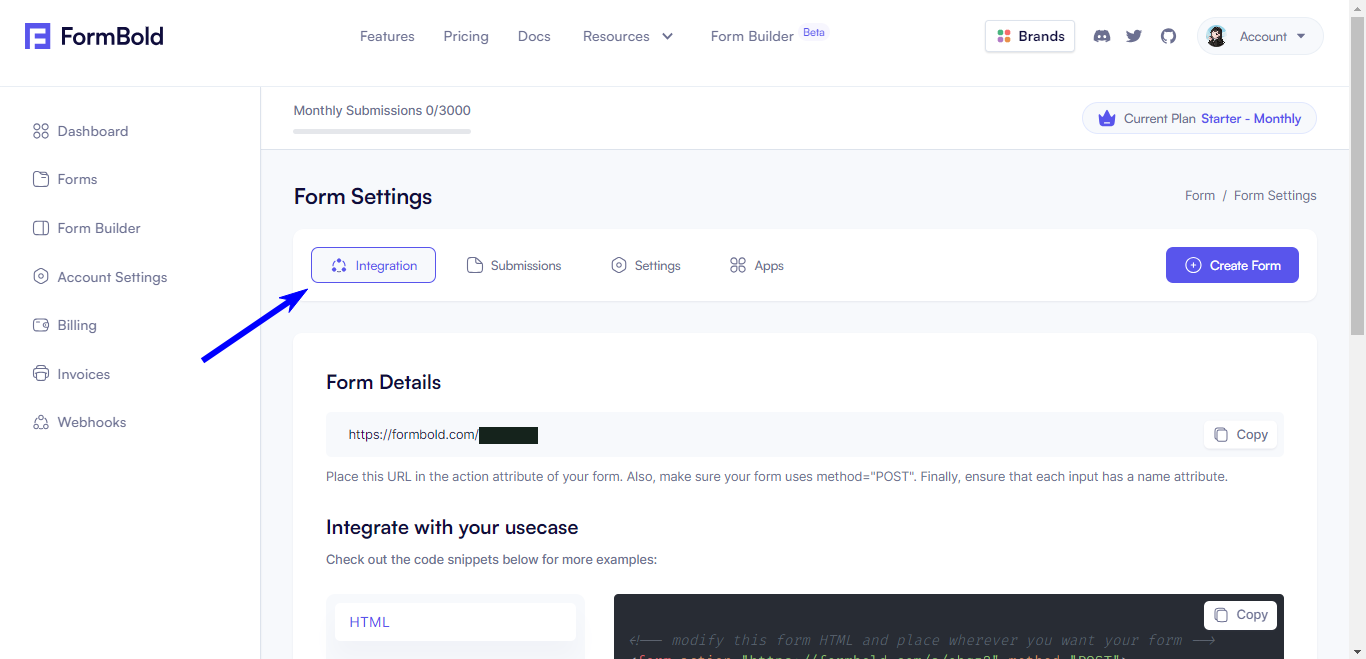 FormBold
Features Pricing Docs Resources Form Builder Beta
Brands Account
Dashboard
Forms
Form Builder
Account Settings
Billing
Invoices
Webhooks
Monthly Submissions 0/3000
Current Plan Starter - Monthly
Form Settings
Form / Form Settings
Integration Submissions Settings Apps
Create Form
Form Details
https://formbold.com/
Copy
Place this URL in the action attribute of your form. Also, make sure your form uses method="POST". Finally, ensure that each input has a name attribute.
Integrate with your usecase
Check out the code snippets below for more examples:
HTML
Copy
<!-- modify this form HTML and place wherever you want your form -->